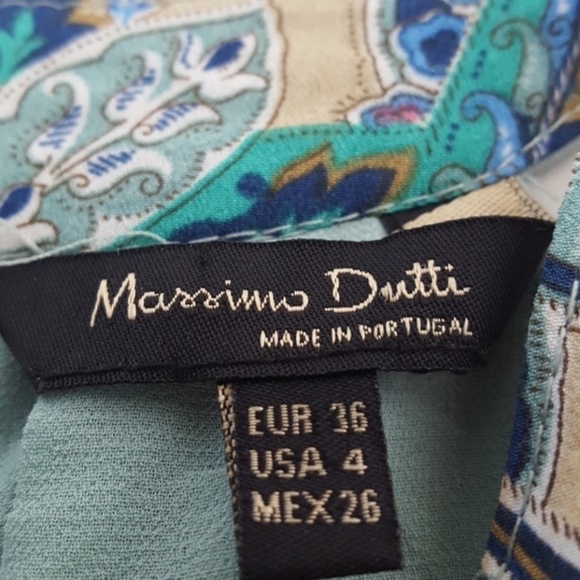 Massimo Dutti
MADE IN PORTUGAL
EUR 36
USA 4
MEX 26